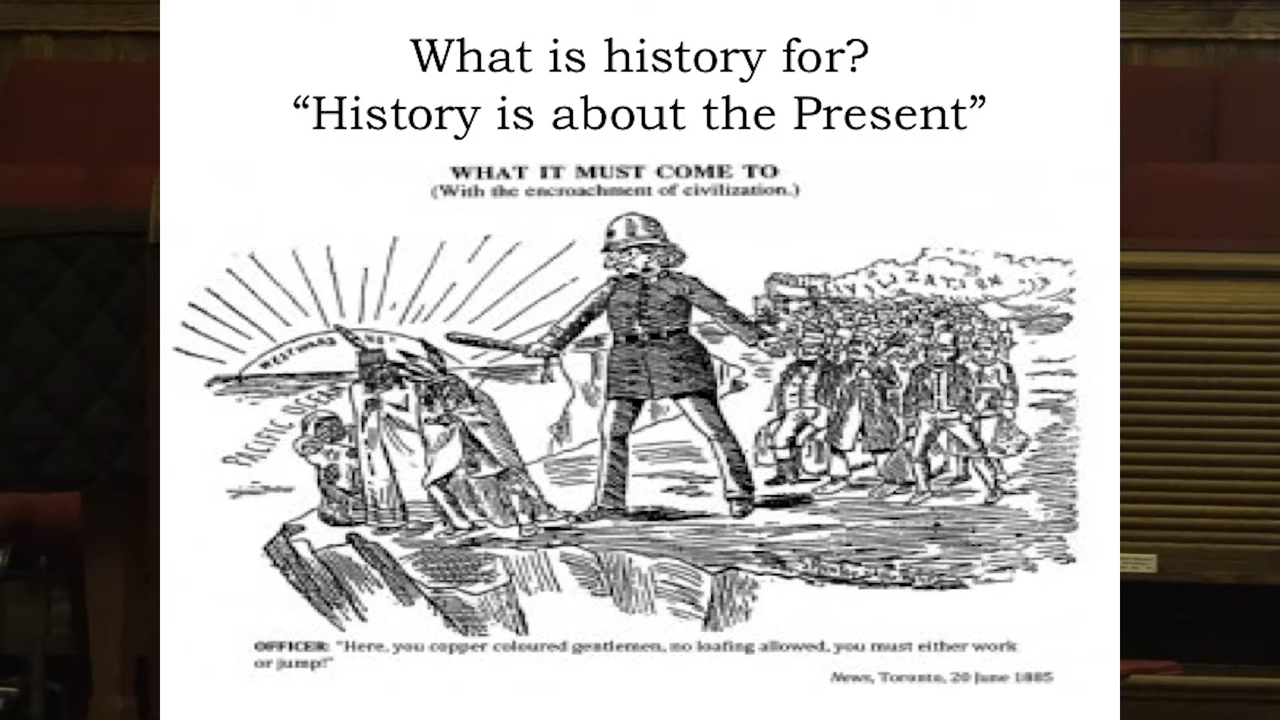 What is history for?
“History is about the Present”
WHAT IT MUST COME TO
(With the encroachment of civilization.)
CIVILIZATION
WESTWARD HO!
PACIFIC OCEAN
OFFICER: "Here, you copper coloured gentlemen, no loafing allowed, you must either work
or jump!"
News, Toronto, 20 June 1885